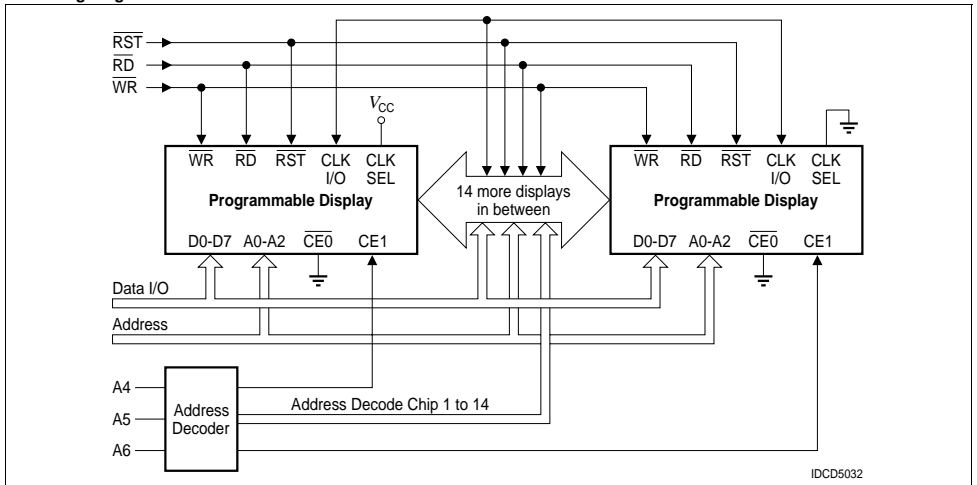 RST
RD
WR
VCC
WR RD RST CLK I/O CLK SEL
Programmable Display
D0-D7 A0-A2 CE0 CE1
14 more displays
in between
WR RD RST CLK I/O CLK SEL
Programmable Display
D0-D7 A0-A2 CE0 CE1
Data I/O
Address
A4
A5
A6
Address
Decoder
Address Decode Chip 1 to 14
IDCD5032